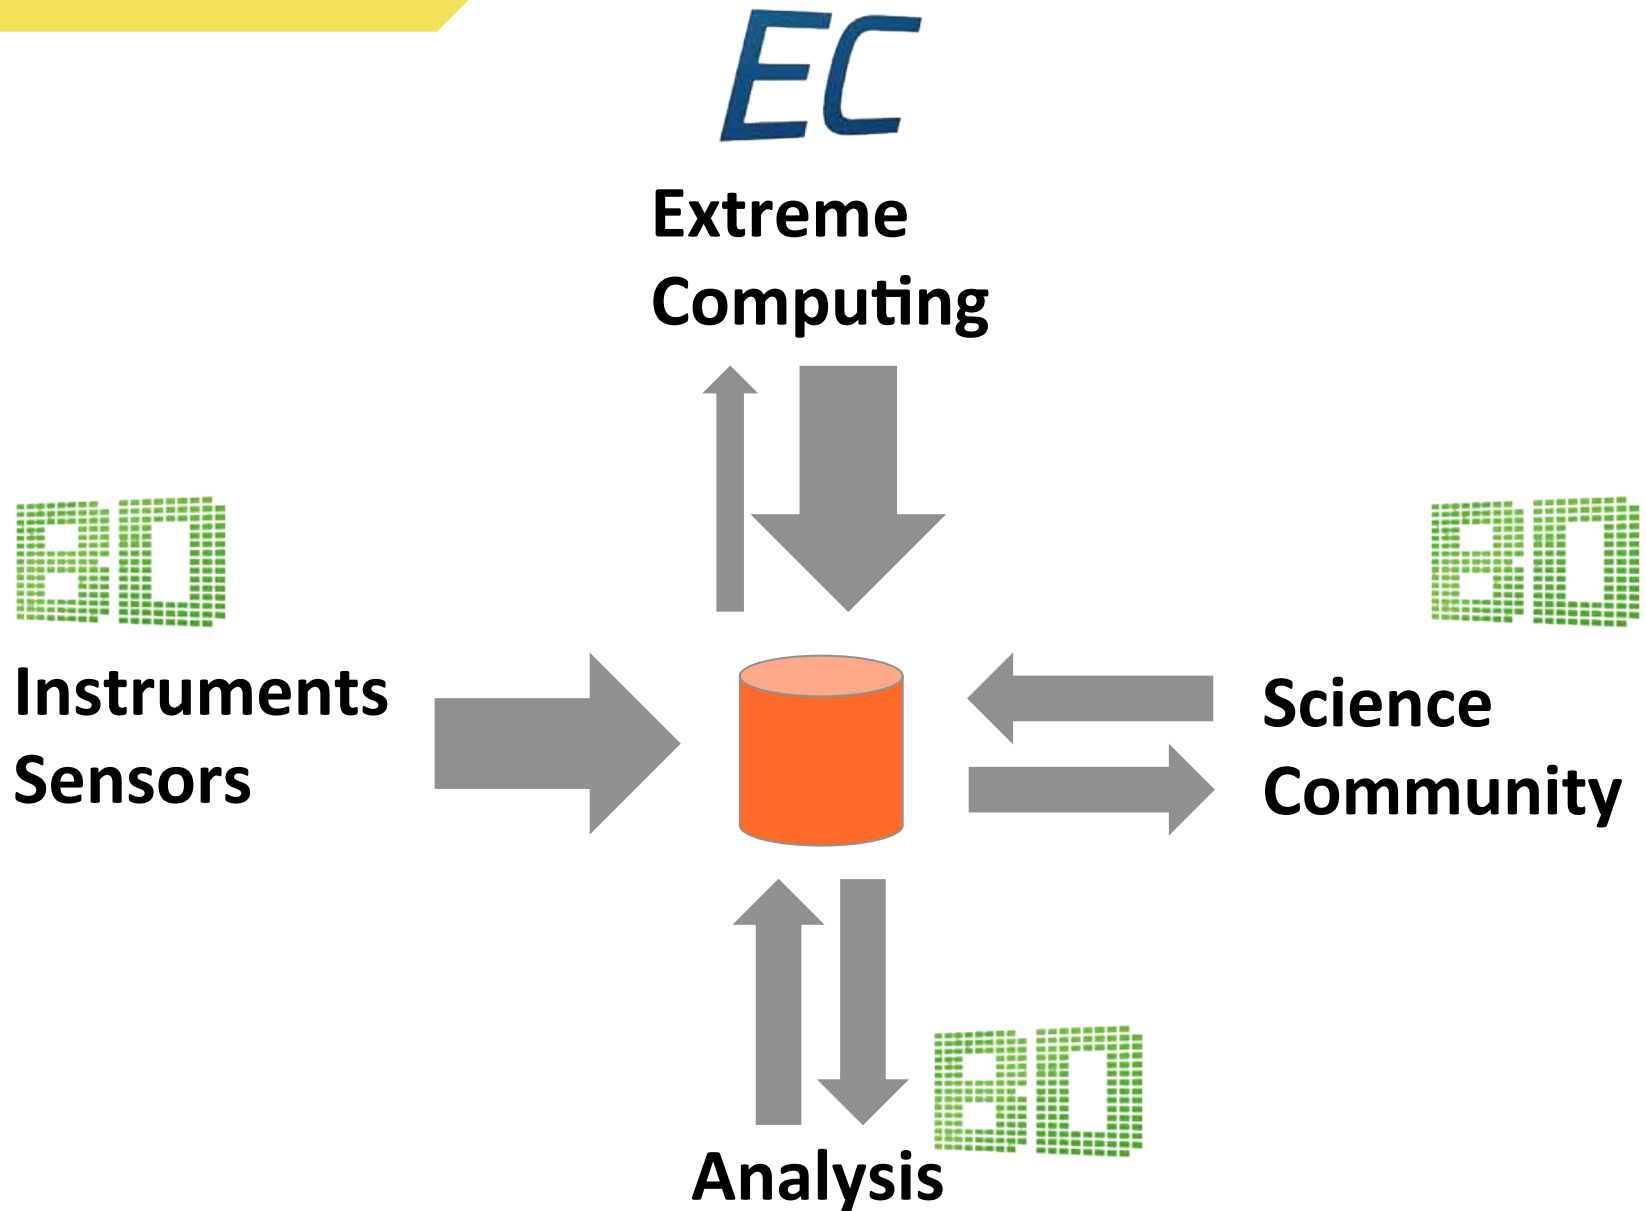 EC
Extreme
Computing
BD
BD
Instruments
Sensors
Science
Community
BD
Analysis